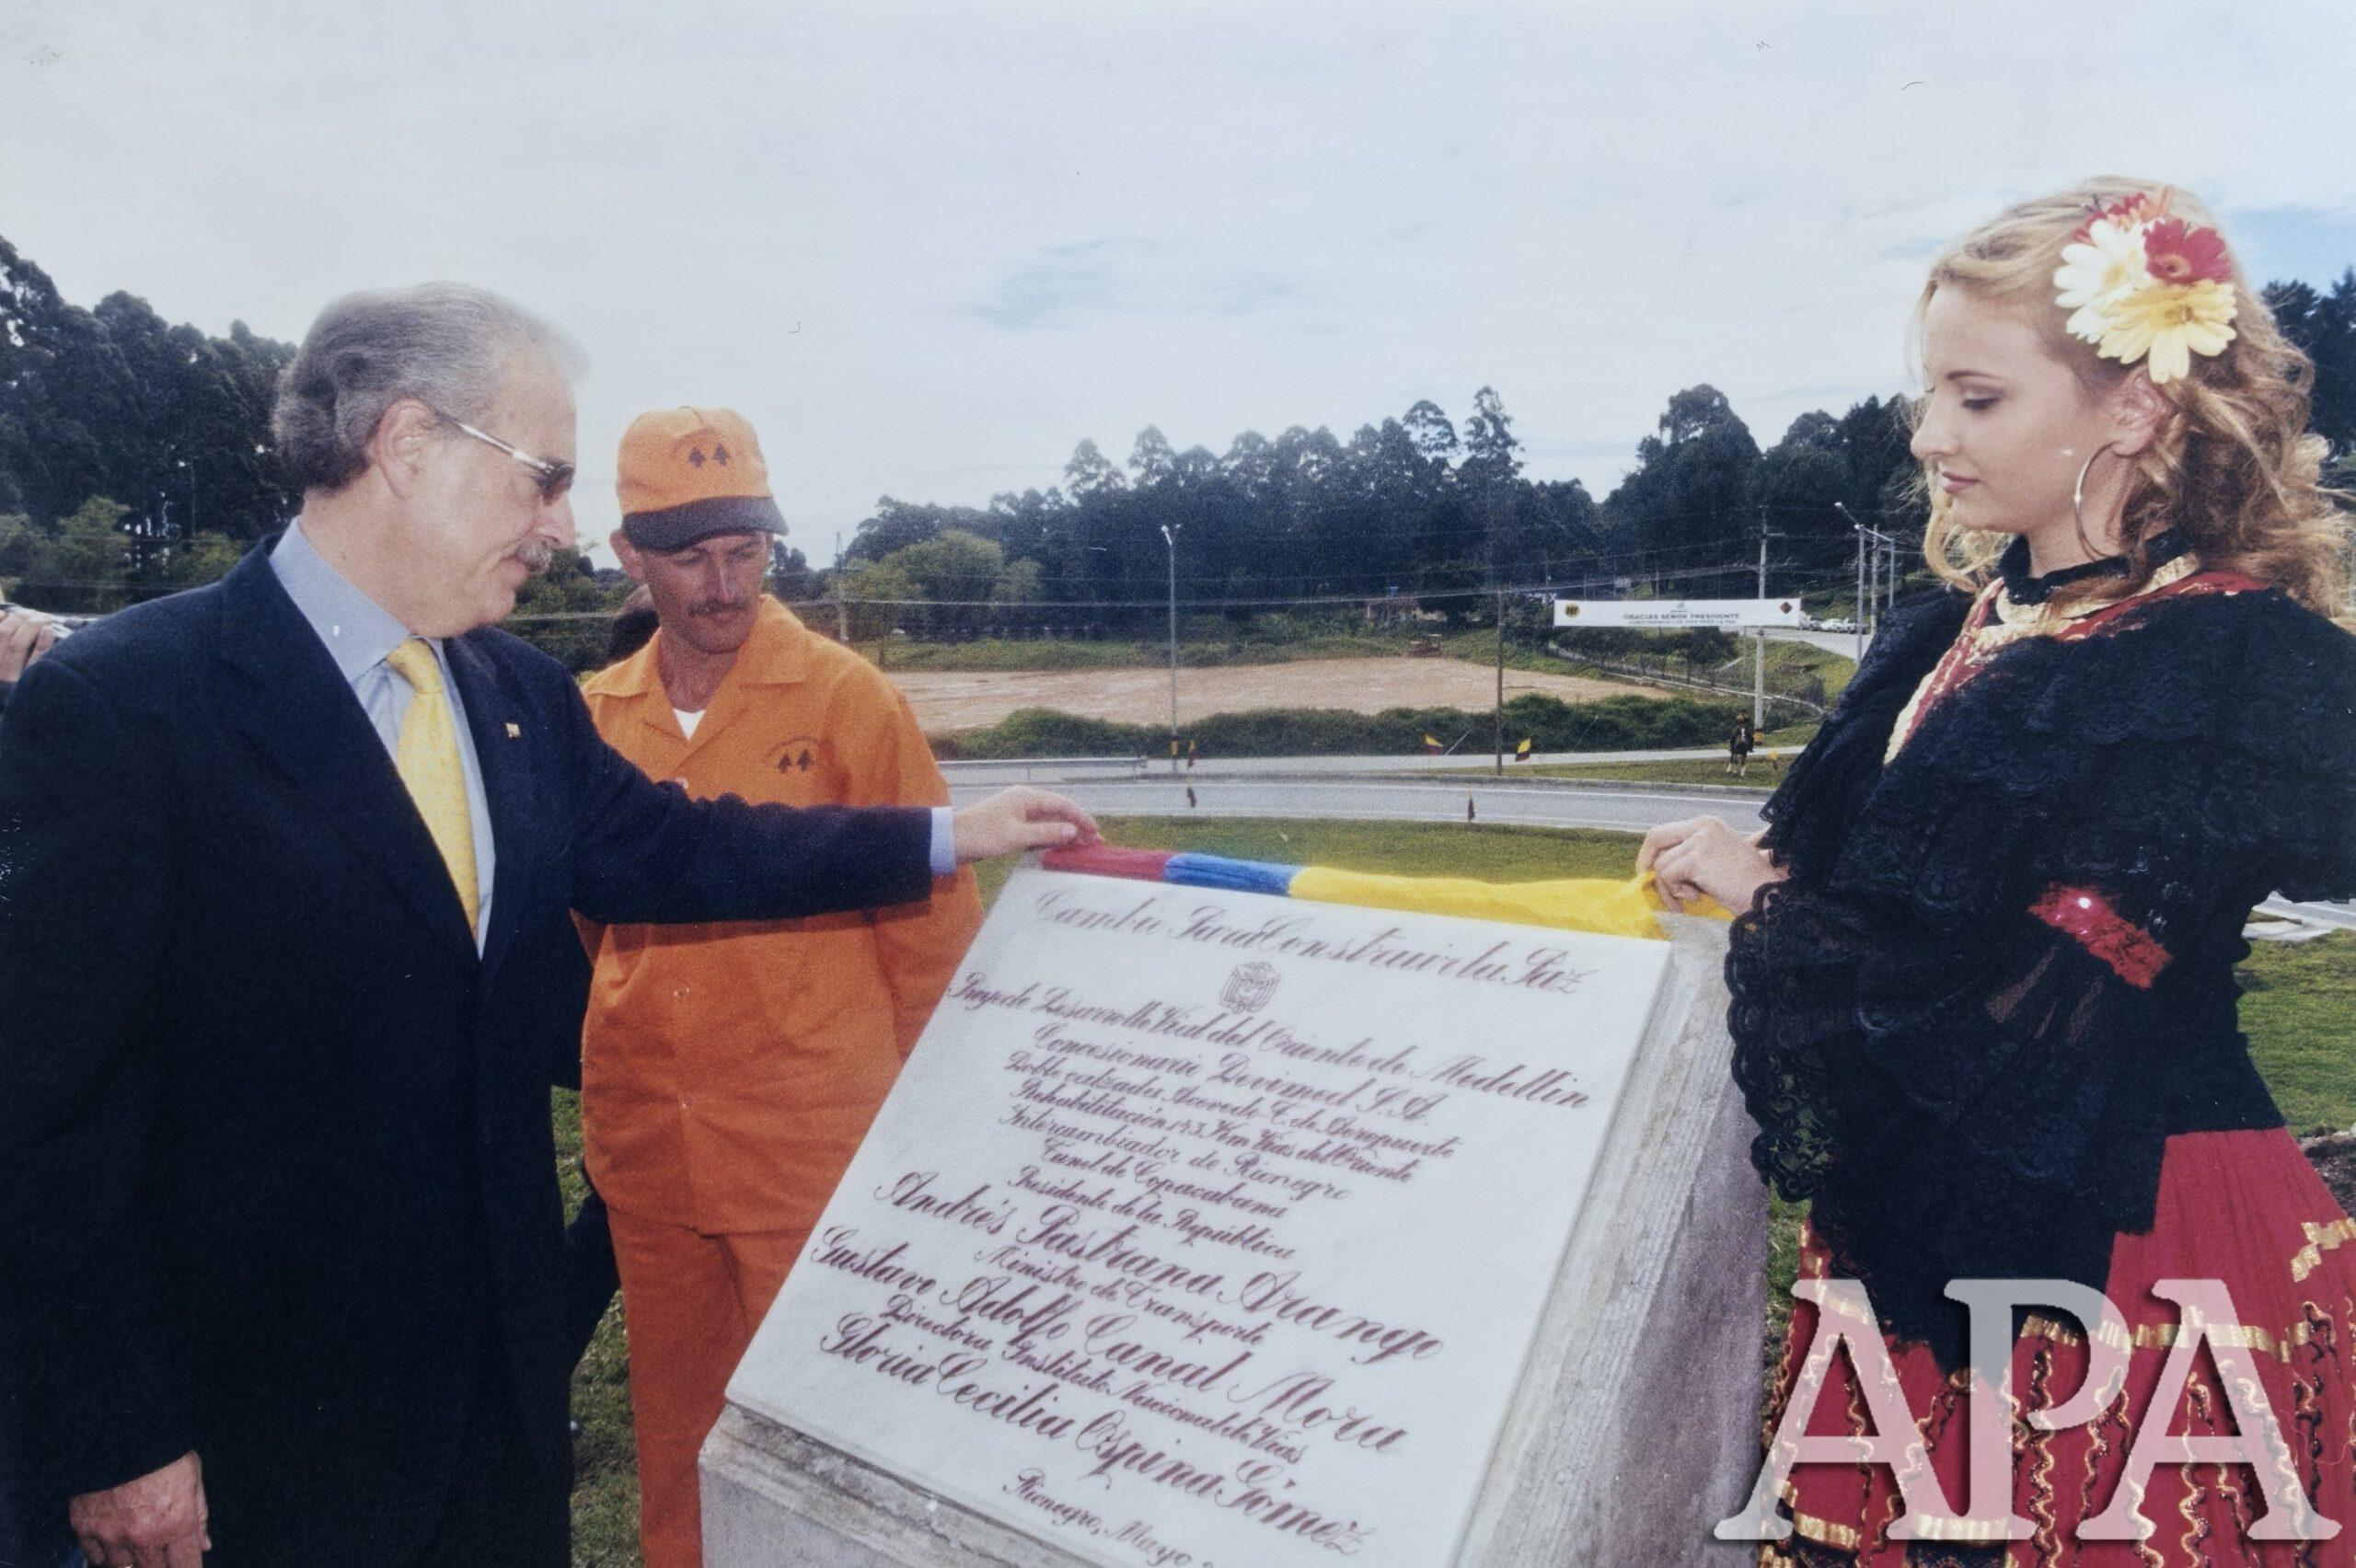 GRACIAS SEÑOR PRESIDENTE
Cambio Para Construir la Paz
Proyecto Desarrollo Vial del Oriente de Medellín
Concesionario Devimed S.A.
Doble calzada Acevedo T. de Aeropuerto
Rehabilitación 143 Km Vías del Oriente
Intercambiador de Rionegro
Tunel de Copacabana
Presidente de la República
Andrés Pastrana Arango
Ministro de Transporte
Gustavo Adolfo Canal Mora
Directora Instituto Nacional de Vías
Gloria Cecilia Ospina Gómez
Rionegro, Mayo
APA